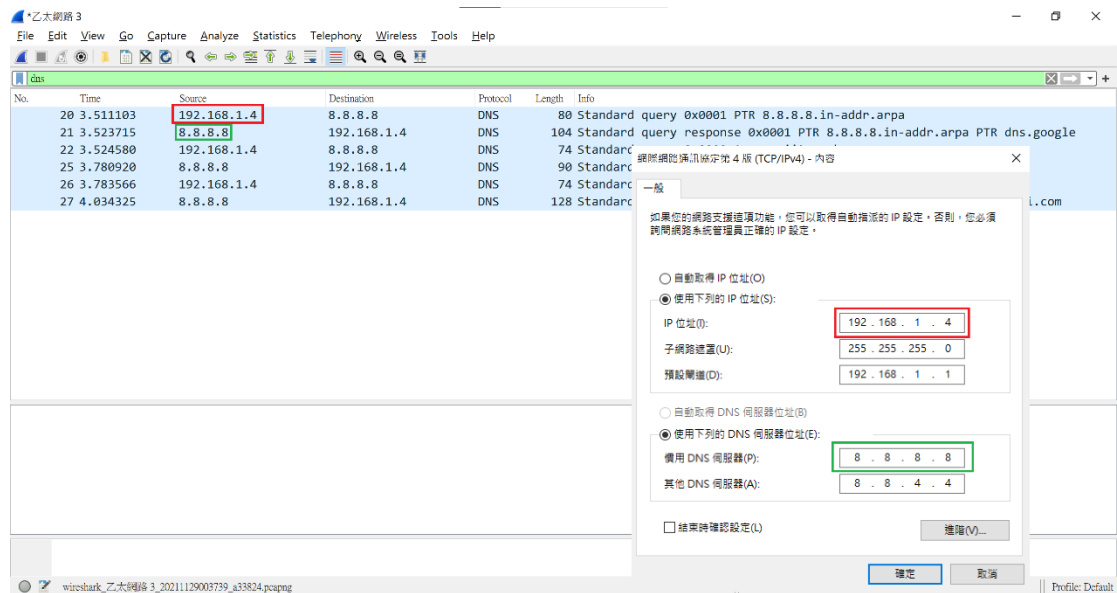 *乙太網路 3
File Edit View Go Capture Analyze Statistics Telephony Wireless Tools Help
dns
No. Time Source Destination Protocol Length Info
20 3.511103 192.168.1.4 8.8.8.8 DNS 80 Standard query 0x0001 PTR 8.8.8.8.in-addr.arpa
21 3.523715 8.8.8.8 192.168.1.4 DNS 104 Standard query response 0x0001 PTR 8.8.8.8.in-addr.arpa PTR dns.google
22 3.524580 192.168.1.4 8.8.8.8 DNS 74 Standard
25 3.780920 8.8.8.8 192.168.1.4 DNS 90 Standard
26 3.783566 192.168.1.4 8.8.8.8 DNS 74 Standard
27 4.034325 8.8.8.8 192.168.1.4 DNS 128 Standard i.com
網際網路通訊協定第 4 版 (TCP/IPv4) - 內容
一般
如果您的網路支援這項功能，您可以取得自動指派的 IP 設定。否則，您必須
詢問網路系統管理員正確的 IP 設定。
自動取得 IP 位址(O)
使用下列的 IP 位址(S):
IP 位址(I): 192 . 168 . 1 . 4
子網路遮罩(U): 255 . 255 . 255 . 0
預設閘道(D): 192 . 168 . 1 . 1
自動取得 DNS 伺服器位址(B)
使用下列的 DNS 伺服器位址(E):
慣用 DNS 伺服器(P): 8 . 8 . 8 . 8
其他 DNS 伺服器(A): 8 . 8 . 4 . 4
結束時確認設定(L)
進階(V)...
確定 取消
wireshark_乙太網路 3_20211129003739_a33824.pcapng
Profile: Default